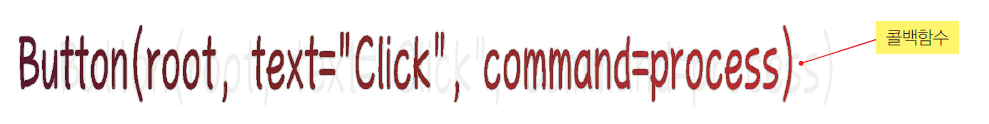 Button(root, text="Click", command=process)
콜백함수